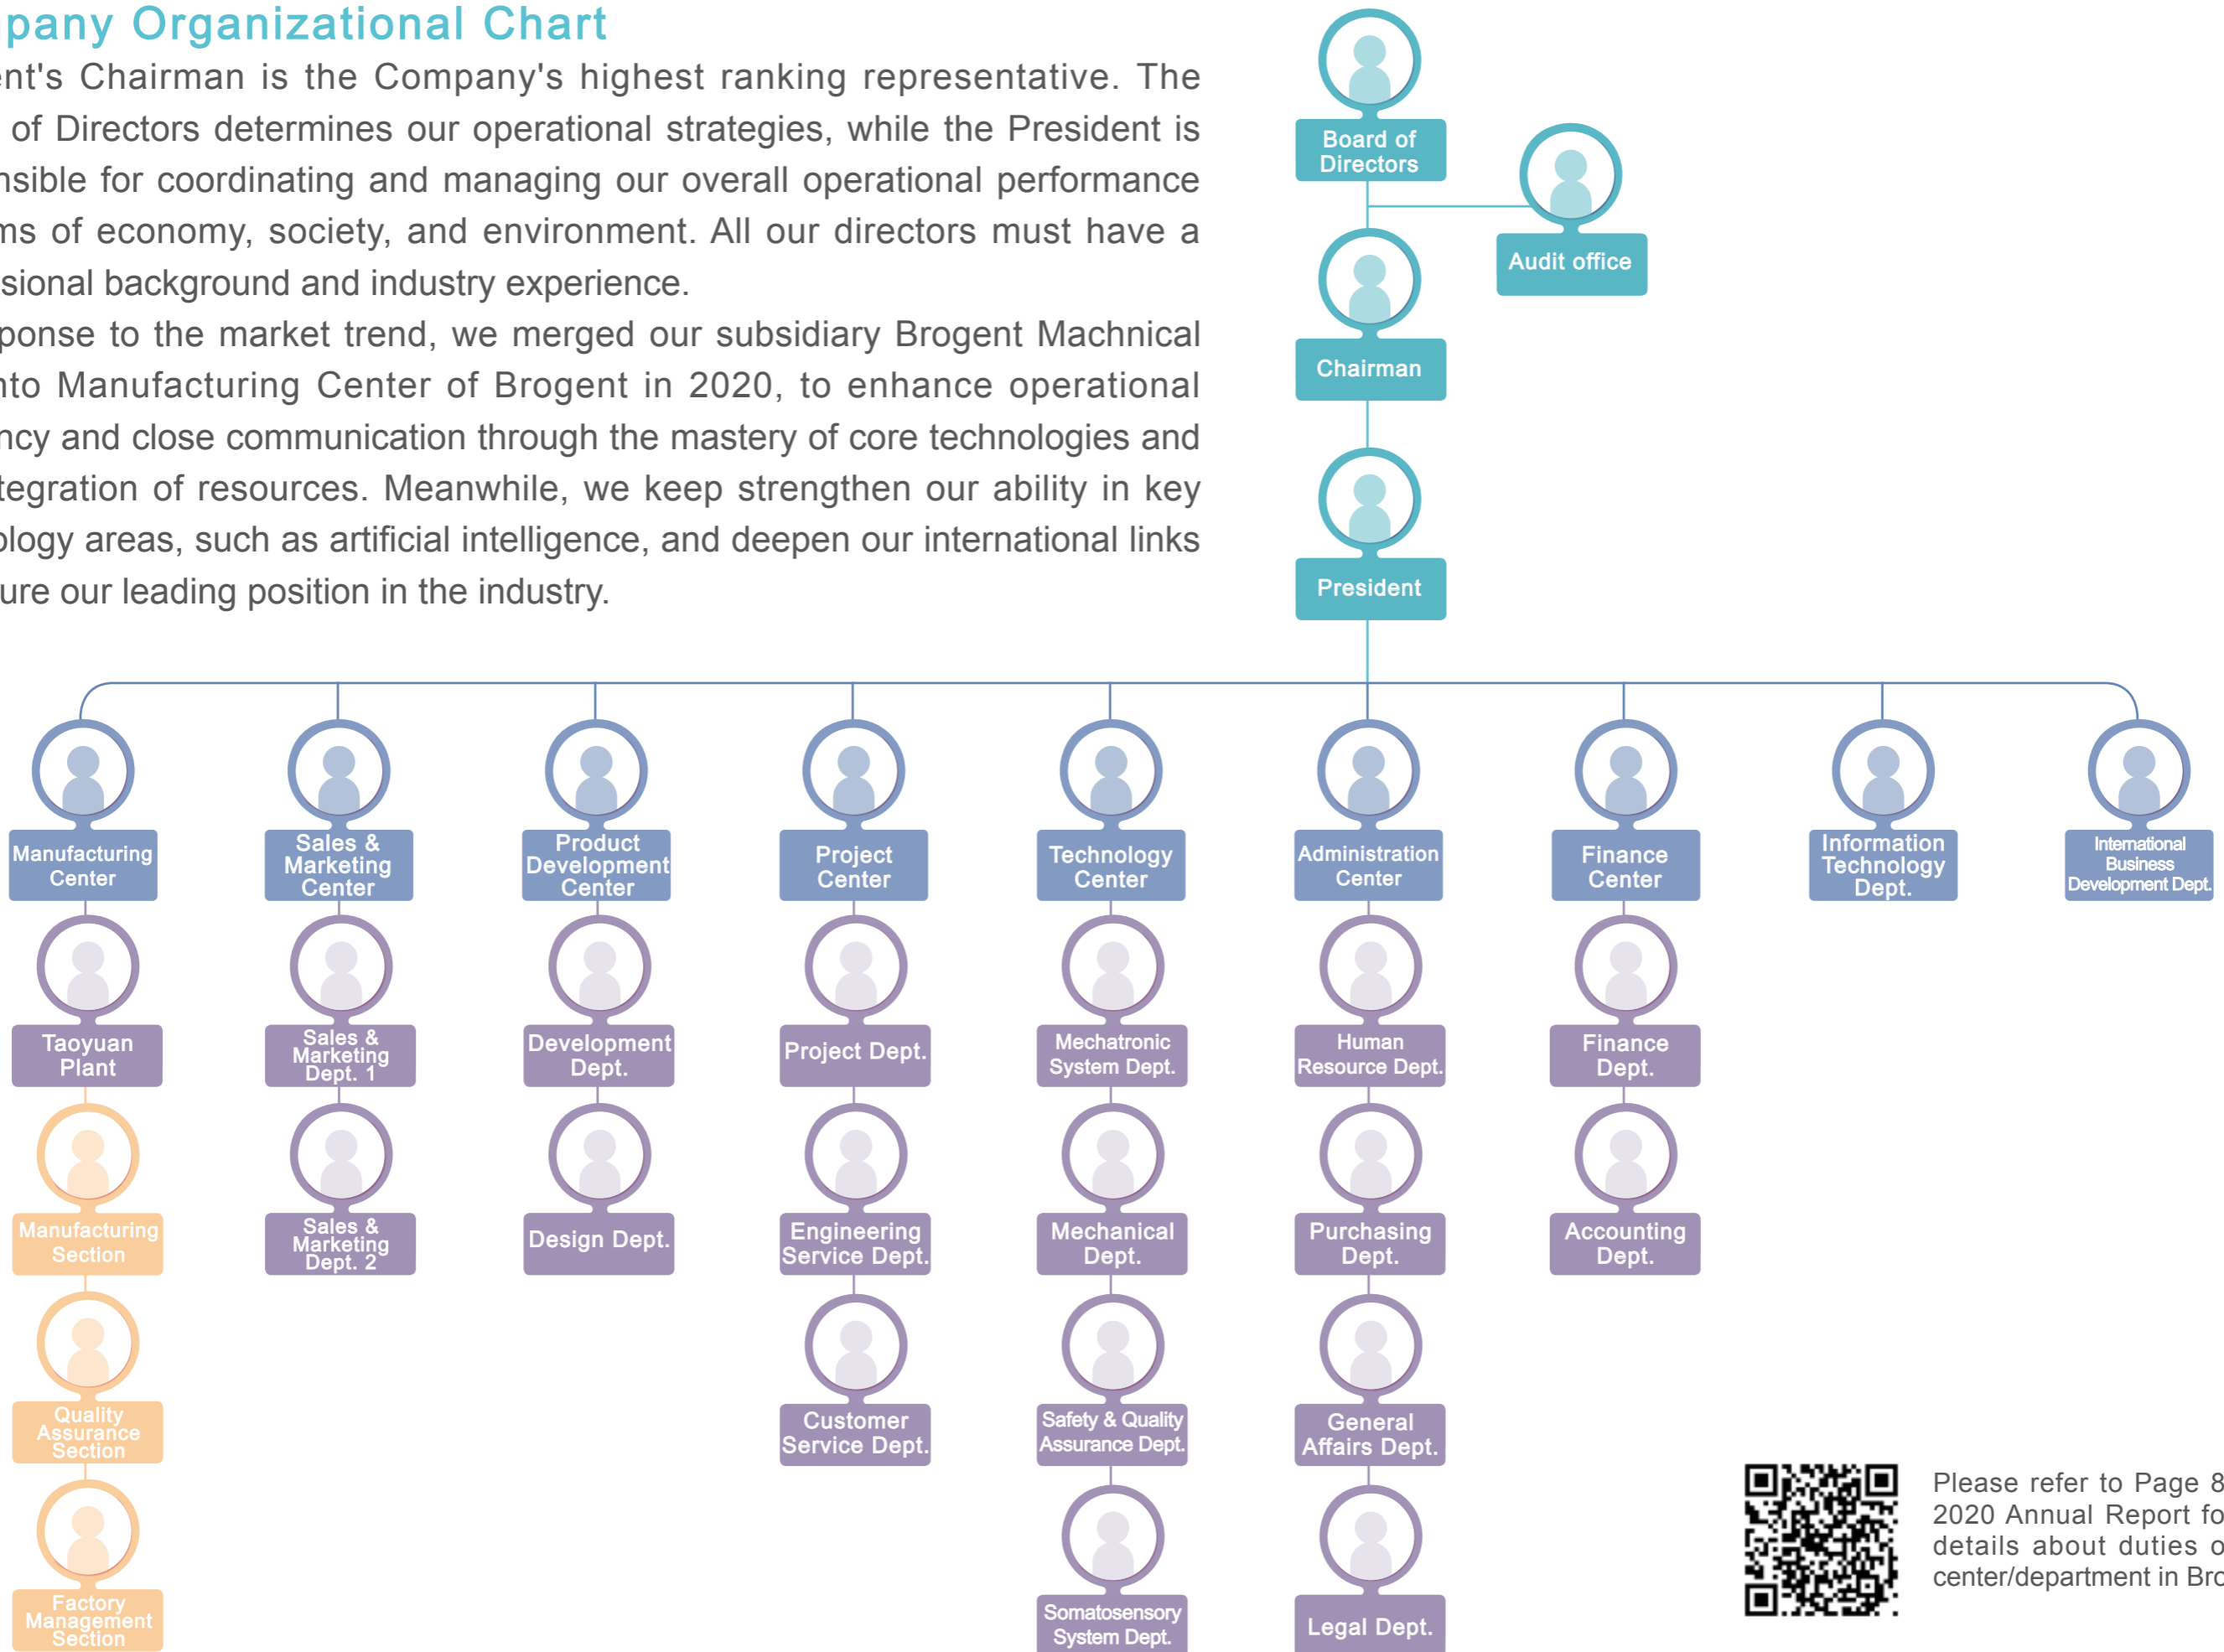 pany Organizational Chart
ent's Chairman is the Company's highest ranking representative. The
of Directors determines our operational strategies, while the President is
nsible for coordinating and managing our overall operational performance
ms of economy, society, and environment. All our directors must have a
sional background and industry experience.
ponse to the market trend, we merged our subsidiary Brogent Machnical
nto Manufacturing Center of Brogent in 2020, to enhance operational
ncy and close communication through the mastery of core technologies and
tegration of resources. Meanwhile, we keep strengthen our ability in key
ology areas, such as artificial intelligence, and deepen our international links
ure our leading position in the industry.
Board of
Directors
Audit office
Chairman
President
Manufacturing
Center
Sales &
Marketing
Center
Product
Development
Center
Project
Center
Technology
Center
Administration
Center
Finance
Center
Information
Technology
Dept.
International
Business
Development Dept.
Taoyuan
Plant
Sales &
Marketing
Dept. 1
Development
Dept.
Project Dept.
Mechatronic
System Dept.
Human
Resource Dept.
Finance
Dept.
Manufacturing
Section
Sales &
Marketing
Dept. 2
Design Dept.
Engineering
Service Dept.
Mechanical
Dept.
Purchasing
Dept.
Accounting
Dept.
Quality
Assurance
Section
Customer
Service Dept.
Safety & Quality
Assurance Dept.
General
Affairs Dept.
Factory
Management
Section
Somatosensory
System Dept.
Legal Dept.
Please refer to Page 8
2020 Annual Report fo
details about duties o
center/department in Bro